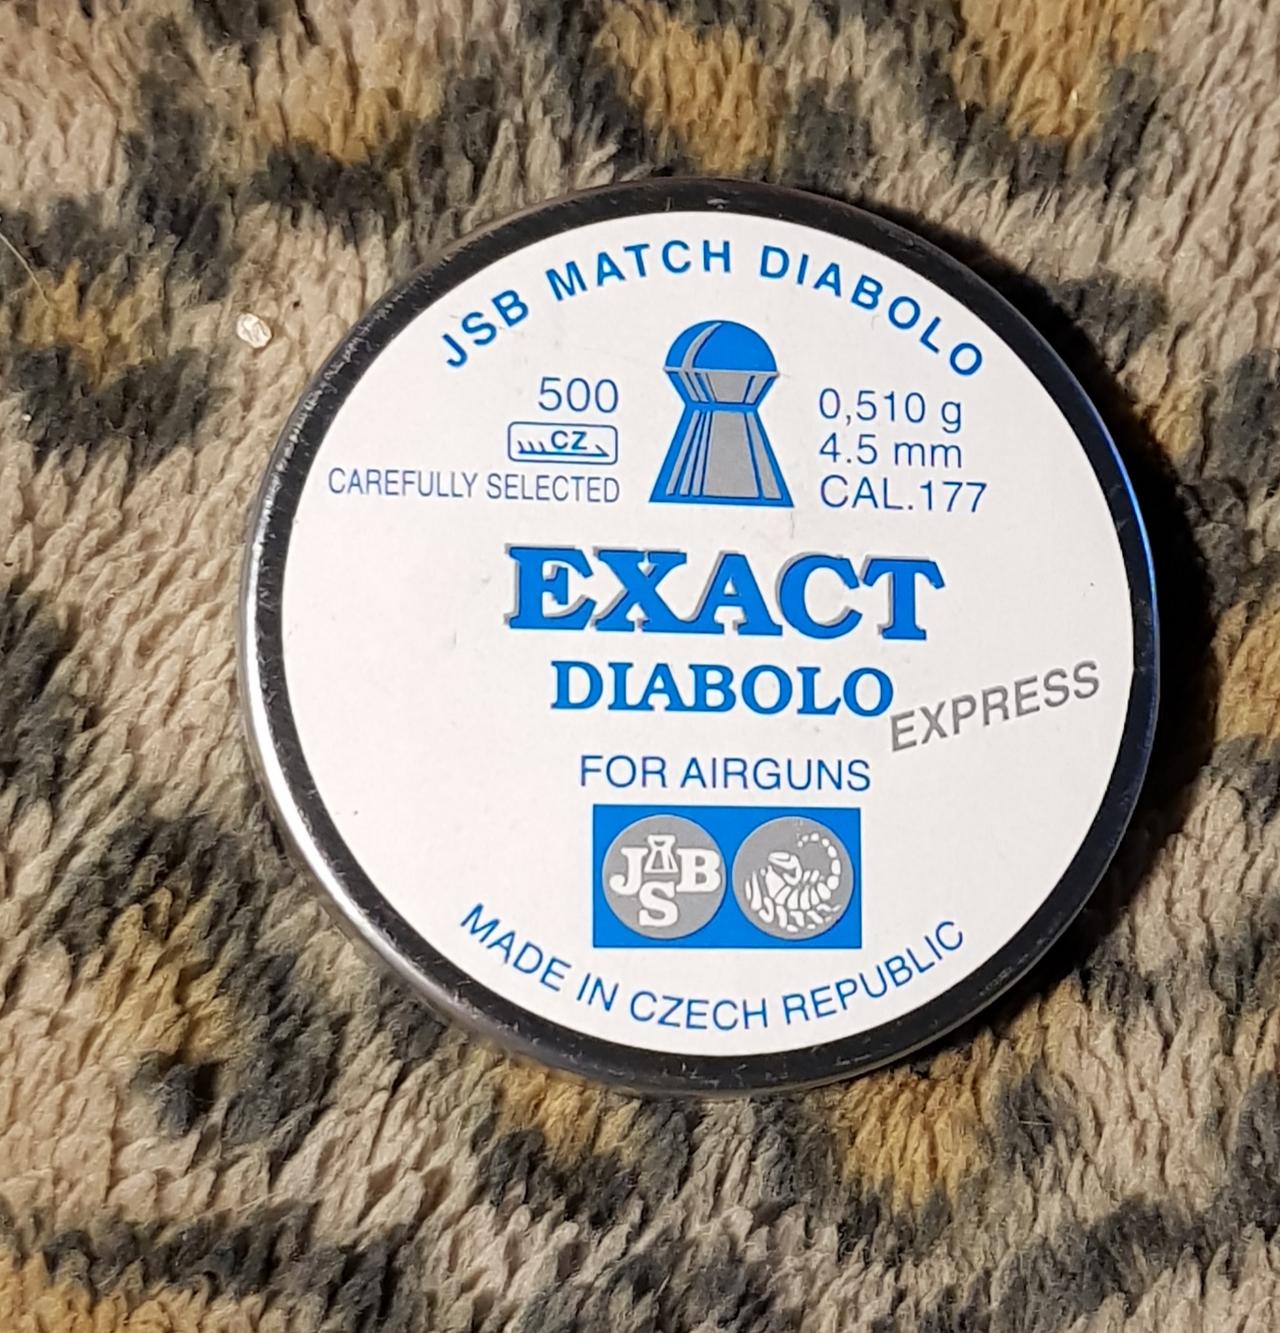 JSB MATCH DIABOLO
500
CZ
CAREFULLY SELECTED
0,510 g
4.5 mm
CAL.177
EXACT
DIABOLO
EXPRESS
FOR AIRGUNS
JSB
MADE IN CZECH REPUBLIC